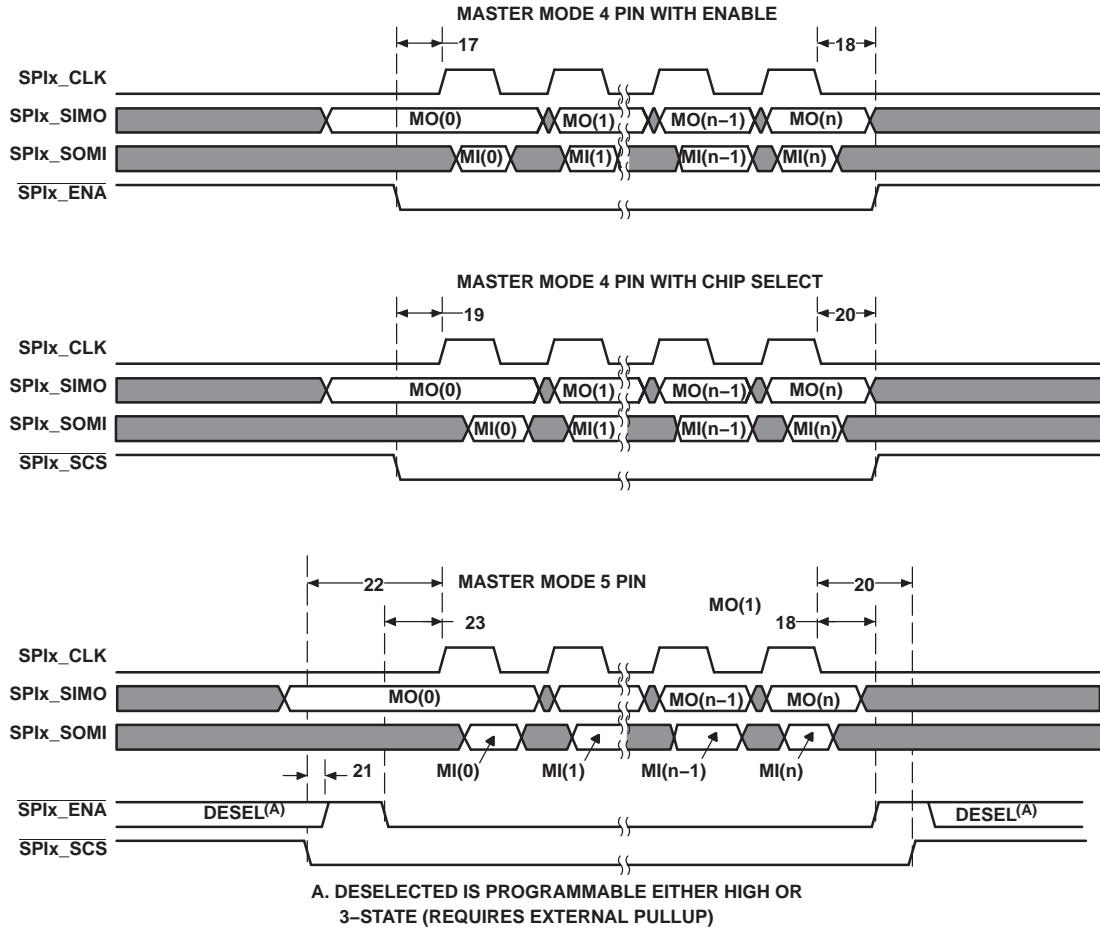 MASTER MODE 4 PIN WITH ENABLE
17
18
SPIx_CLK
SPIx_SIMO
MO(0)
MO(1)
MO(n−1)
MO(n)
SPIx_SOMI
MI(0)
MI(1)
MI(n−1)
MI(n)
SPIx_ENA
MASTER MODE 4 PIN WITH CHIP SELECT
19
20
SPIx_CLK
SPIx_SIMO
MO(0)
MO(1)
MO(n−1)
MO(n)
SPIx_SOMI
MI(0)
MI(1)
MI(n−1)
MI(n)
SPIx_SCS
22
MASTER MODE 5 PIN
20
MO(1)
23
18
SPIx_CLK
SPIx_SIMO
MO(0)
MO(n−1)
MO(n)
SPIx_SOMI
MI(0)
MI(1)
MI(n−1)
MI(n)
21
SPIx_ENA
DESEL(A)
DESEL(A)
SPIx_SCS
A. DESELECTED IS PROGRAMMABLE EITHER HIGH OR
3−STATE (REQUIRES EXTERNAL PULLUP)